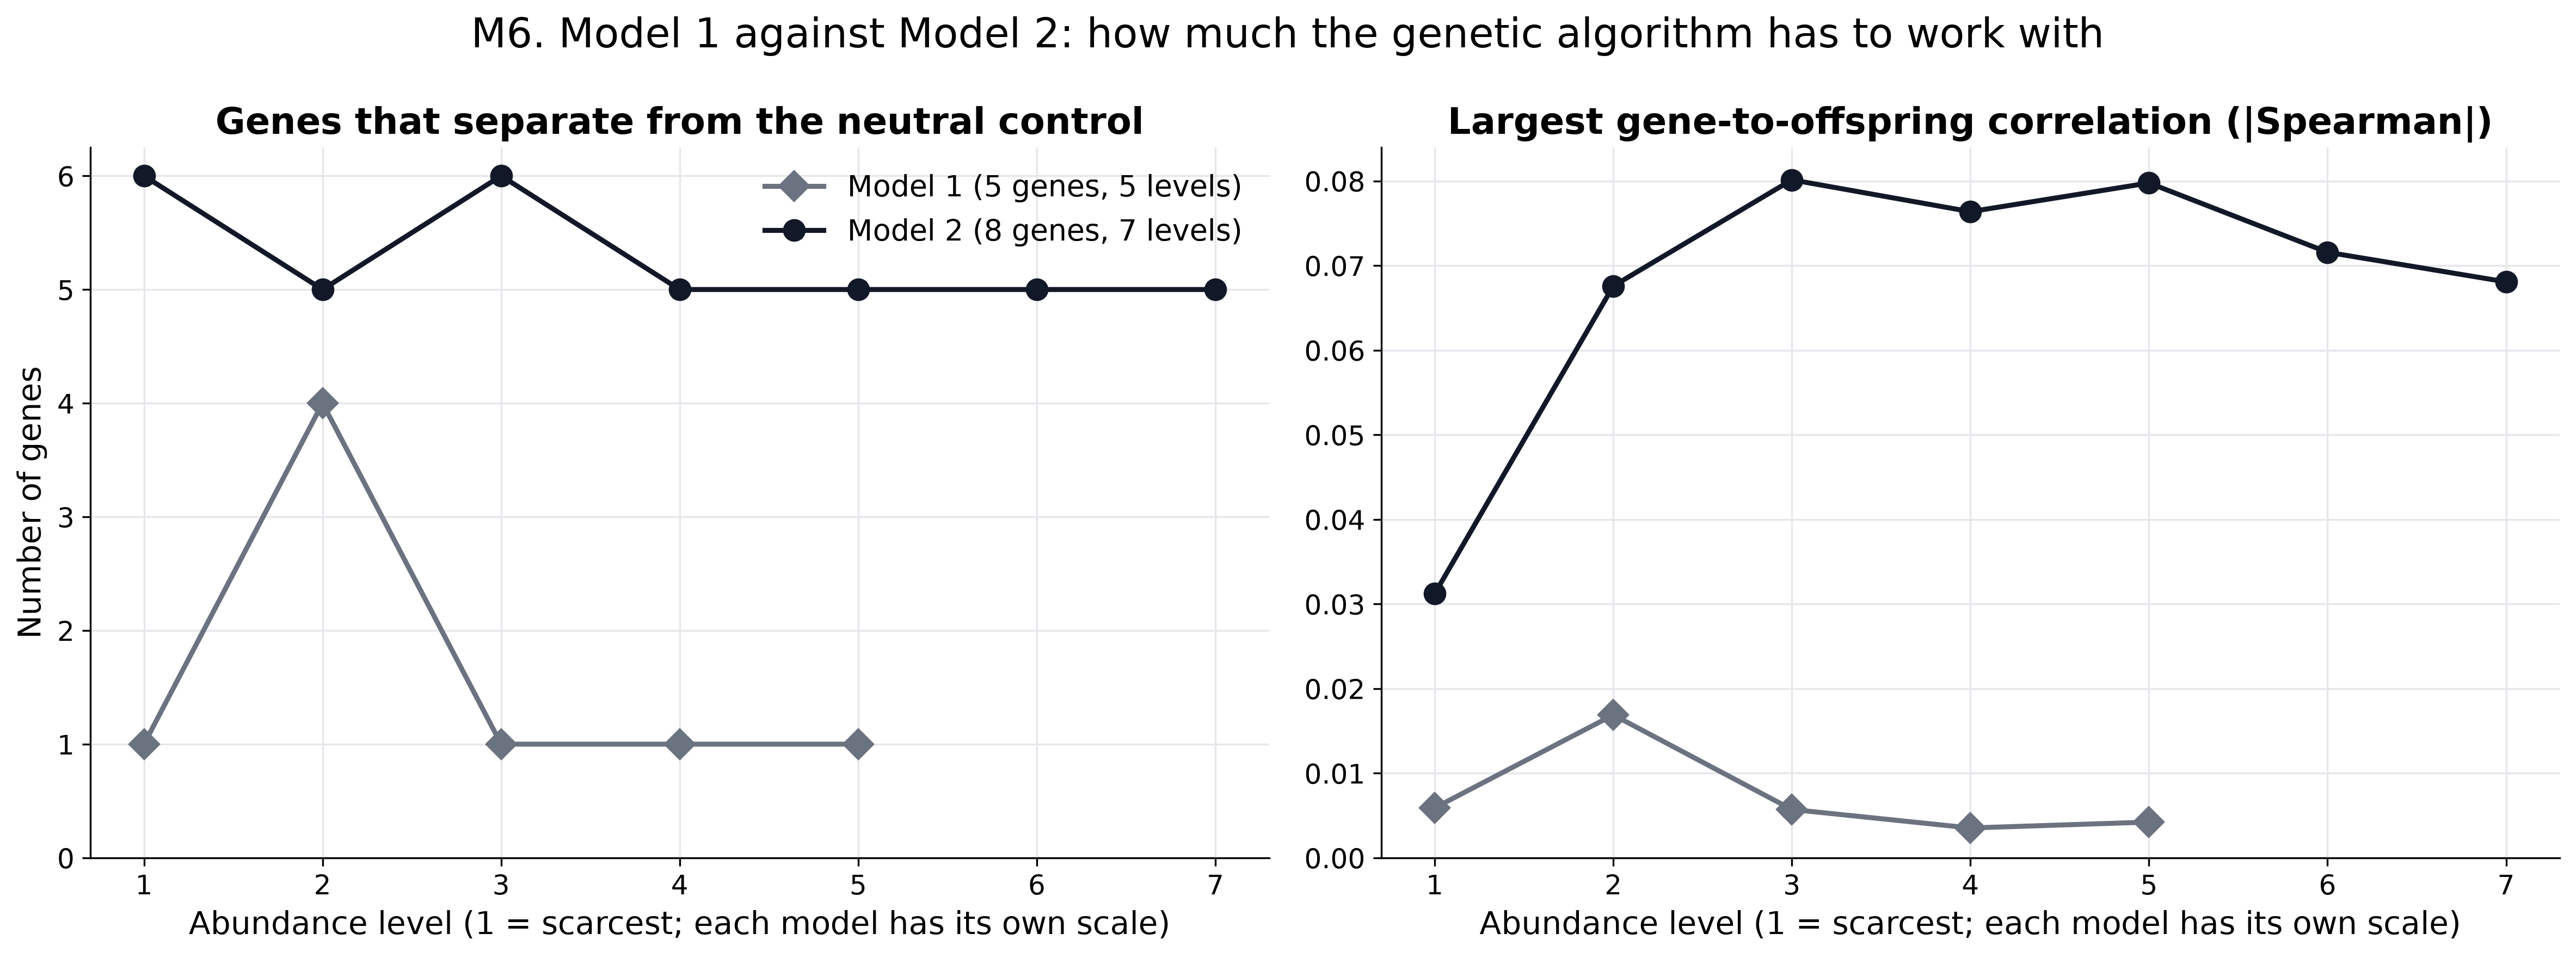 M6. Model 1 against Model 2: how much the genetic algorithm has to work with
Genes that separate from the neutral control
Number of genes
6
5
4
3
2
1
0
Model 1 (5 genes, 5 levels)
Model 2 (8 genes, 7 levels)
1 2 3 4 5 6 7
Abundance level (1 = scarcest; each model has its own scale)
Largest gene-to-offspring correlation (|Spearman|)
0.08
0.07
0.06
0.05
0.04
0.03
0.02
0.01
0.00
1 2 3 4 5 6 7
Abundance level (1 = scarcest; each model has its own scale)